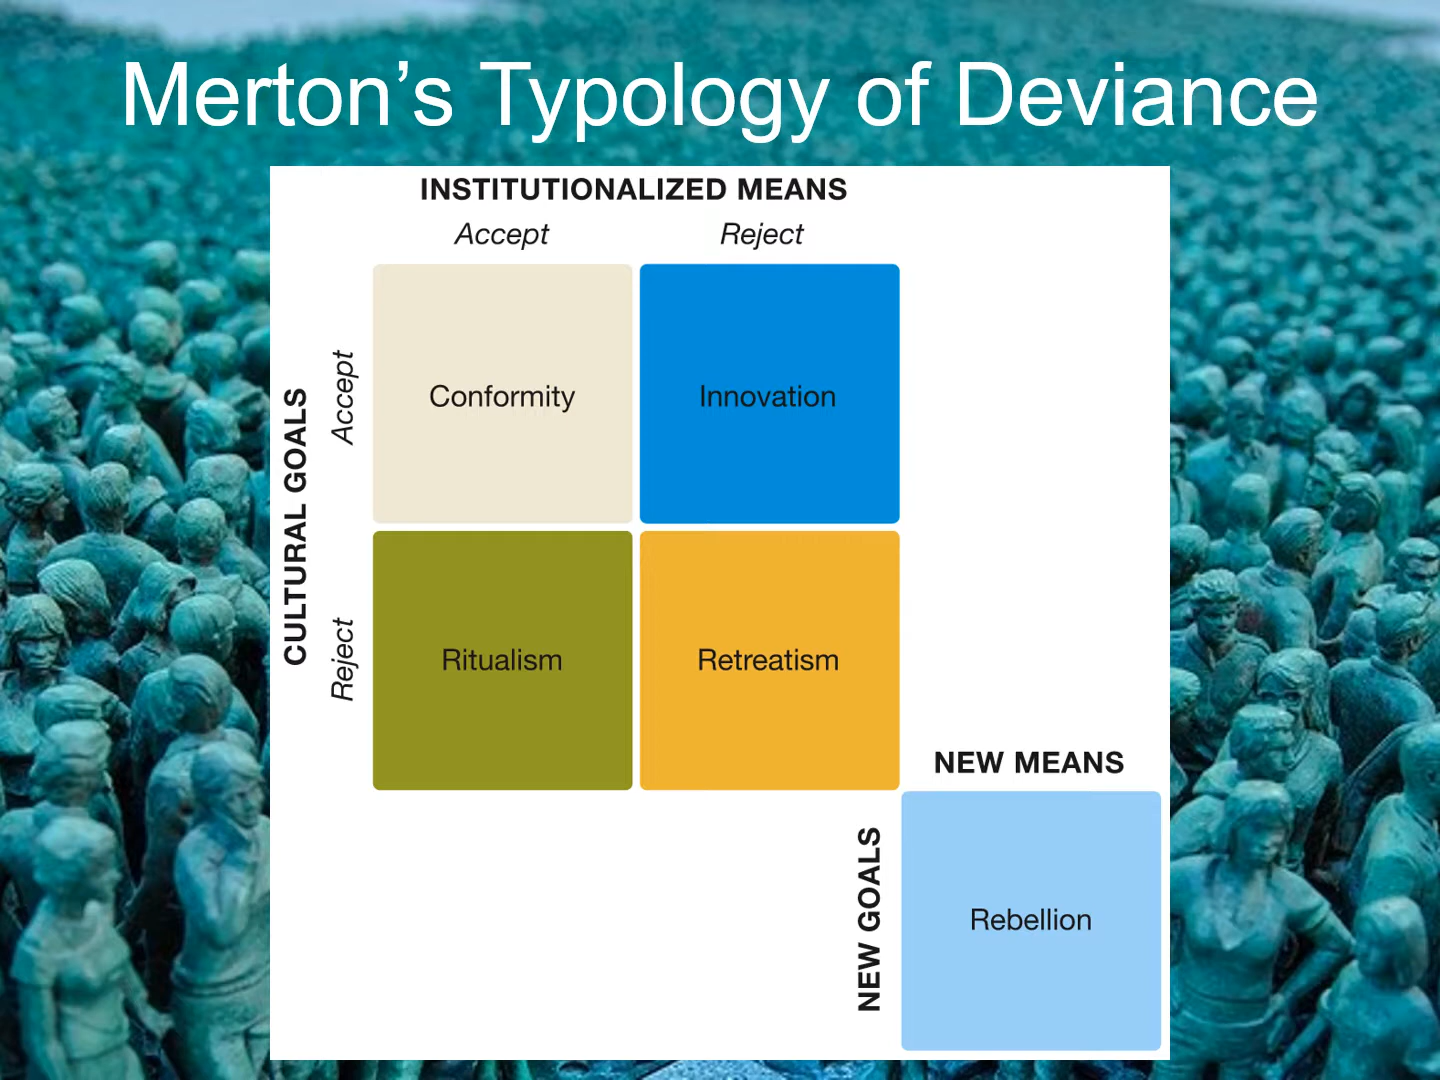 Merton’s Typology of Deviance
INSTITUTIONALIZED MEANS
Accept Reject
CULTURAL GOALS
Accept
Conformity Innovation
Reject
Ritualism Retreatism
NEW MEANS
NEW GOALS
Rebellion